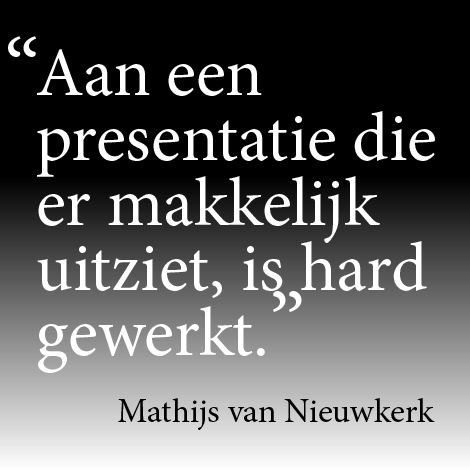 “Aan een
presentatie die
er makkelijk
uitziet, is hard
gewerkt.”
Mathijs van Nieuwkerk